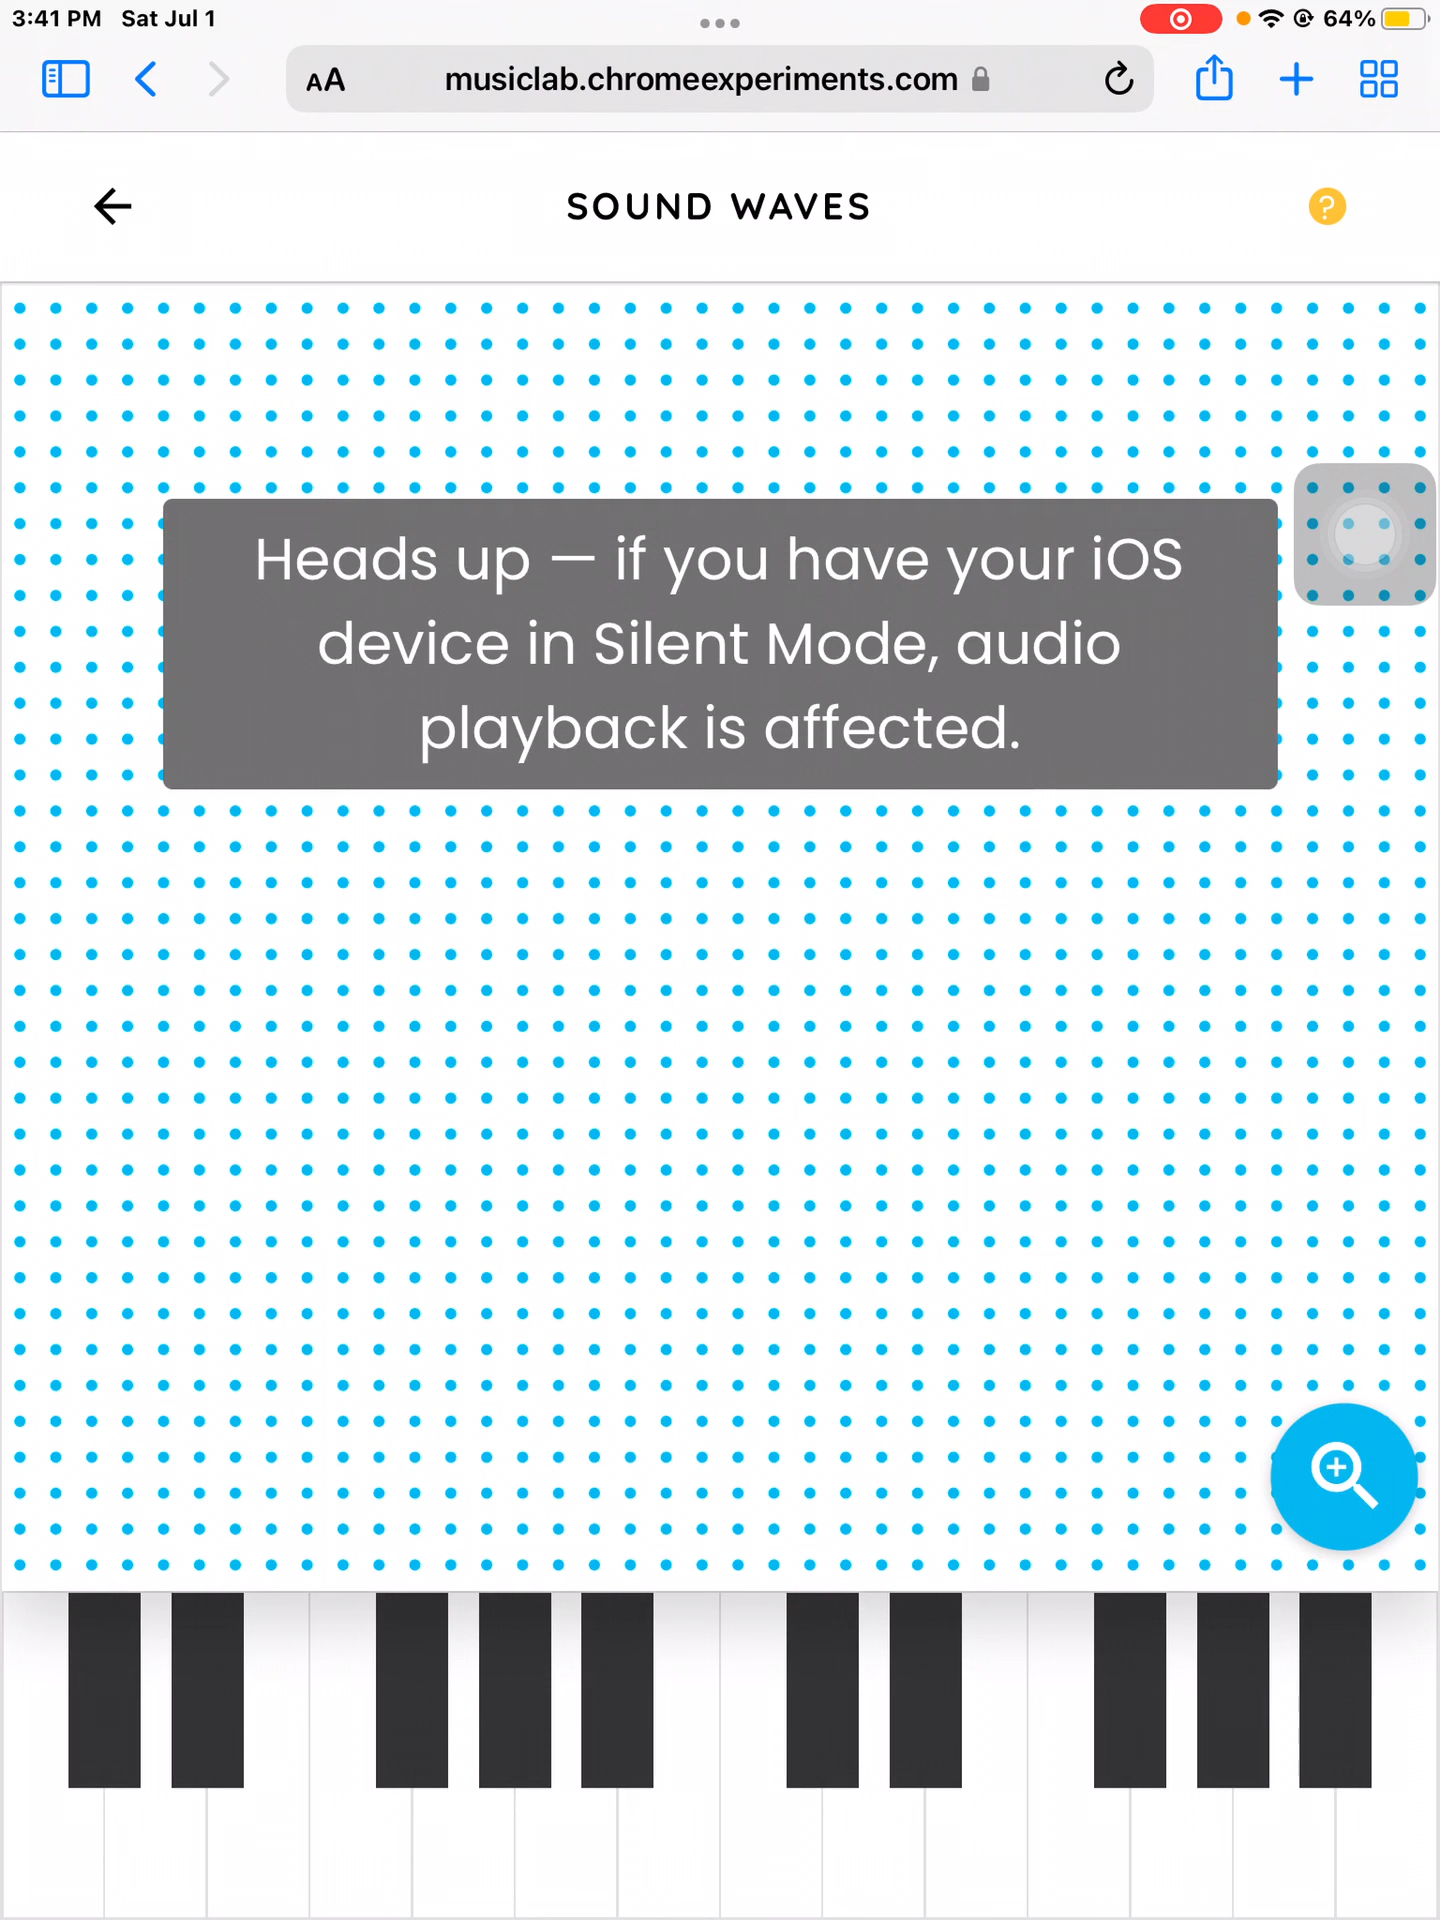 3:41 PM Sat Jul 1 64%
AA musiclab.chromeexperiments.com
SOUND WAVES ?
Heads up — if you have your iOS
device in Silent Mode, audio
playback is affected.